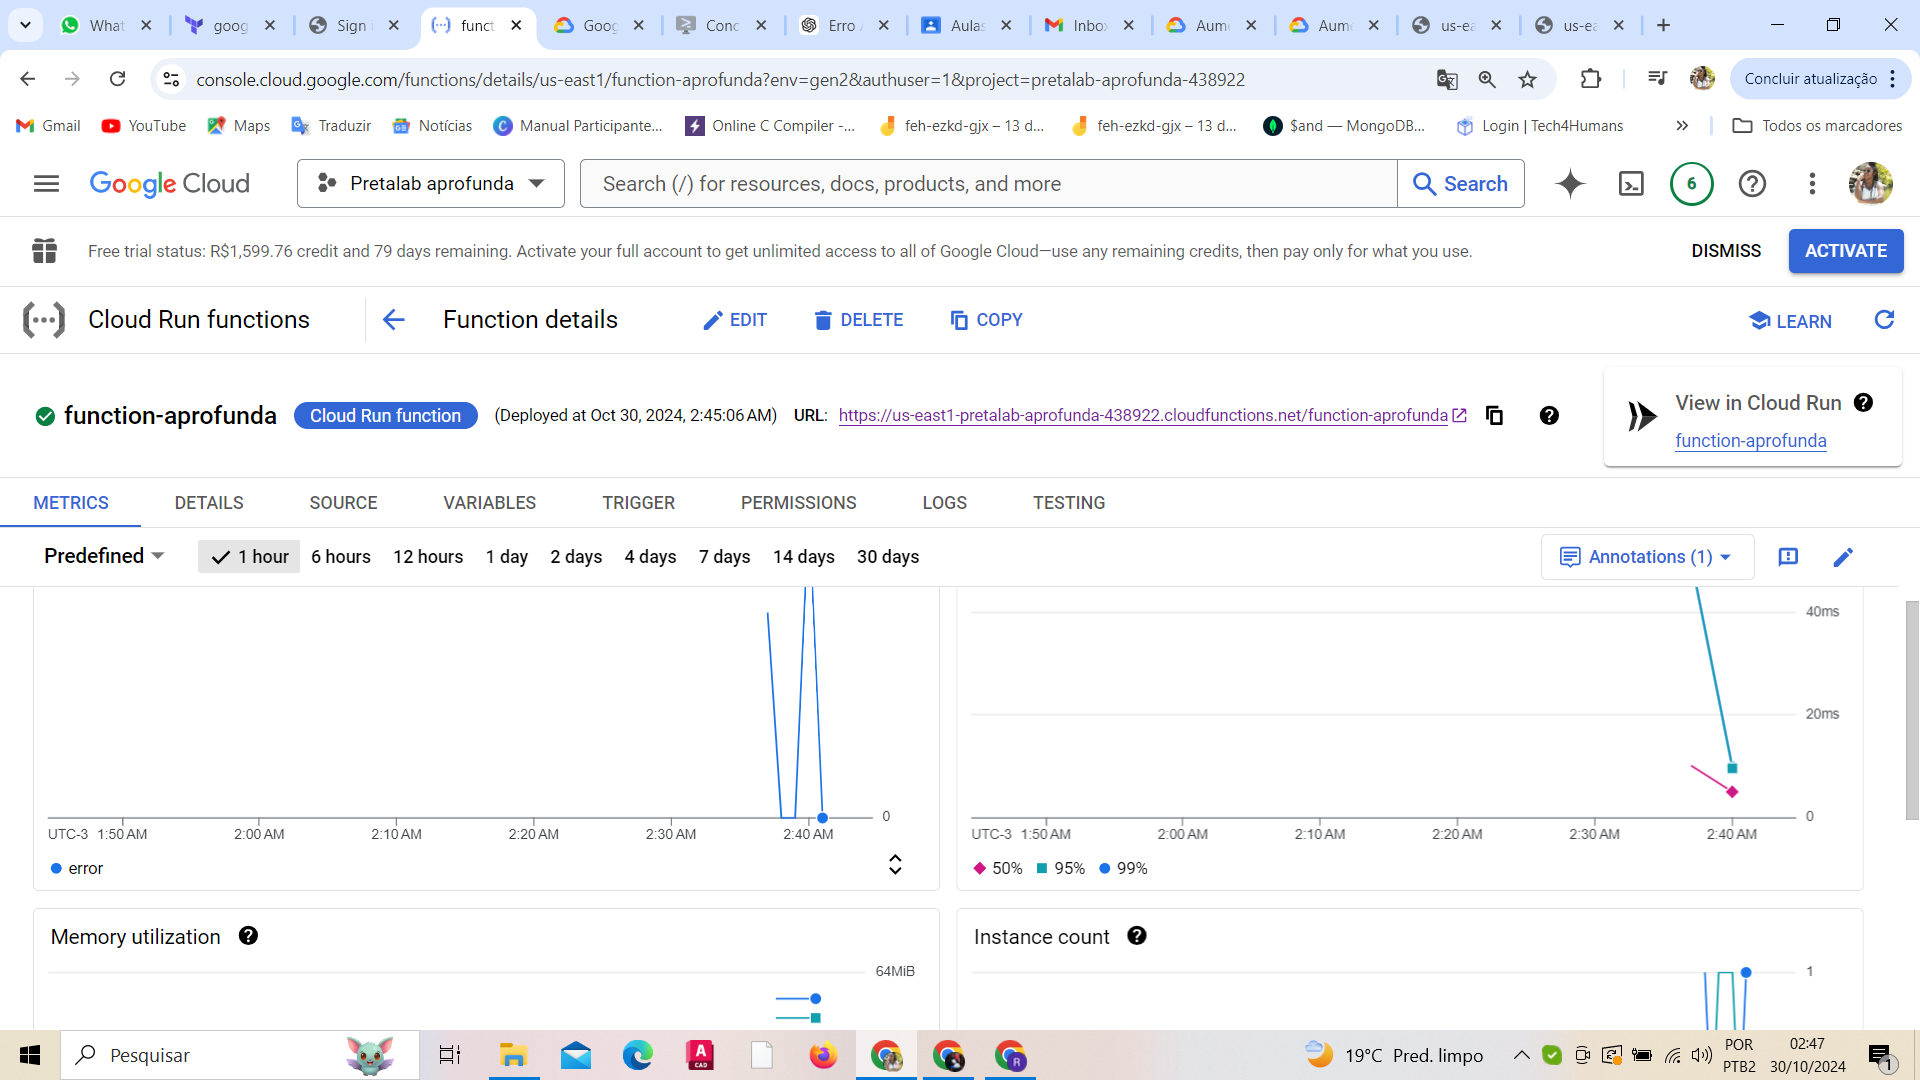 What
goog
Sign i
funct
Goog
Conc
Erro A
Aulas
Inbox
Aume
Aume
us-ea
us-ea
console.cloud.google.com/functions/details/us-east1/function-aprofunda?env=gen2&authuser=1&project=pretalab-aprofunda-438922
Concluir atualização
Gmail
YouTube
Maps
Traduzir
Notícias
Manual Participante...
Online C Compiler -...
feh-ezkd-gjx – 13 d...
feh-ezkd-gjx – 13 d...
$and — MongoDB...
Login | Tech4Humans
Todos os marcadores
Google Cloud
Pretalab aprofunda
Search (/) for resources, docs, products, and more
Search
6
Free trial status: R$1,599.76 credit and 79 days remaining. Activate your full account to get unlimited access to all of Google Cloud—use any remaining credits, then pay only for what you use.
DISMISS
ACTIVATE
Cloud Run functions
Function details
EDIT
DELETE
COPY
LEARN
function-aprofunda
Cloud Run function
(Deployed at Oct 30, 2024, 2:45:06 AM)
URL:
https://us-east1-pretalab-aprofunda-438922.cloudfunctions.net/function-aprofunda
View in Cloud Run
function-aprofunda
METRICS
DETAILS
SOURCE
VARIABLES
TRIGGER
PERMISSIONS
LOGS
TESTING
Predefined
1 hour
6 hours
12 hours
1 day
2 days
4 days
7 days
14 days
30 days
Annotations (1)
0
UTC-3 1:50 AM 2:00 AM 2:10 AM 2:20 AM 2:30 AM 2:40 AM
error
40ms
20ms
0
UTC-3 1:50 AM 2:00 AM 2:10 AM 2:20 AM 2:30 AM 2:40 AM
50% 95% 99%
Memory utilization
64MiB
Instance count
1
Pesquisar
A
CAD
R
19°C Pred. limpo
POR
PTB2
02:47
30/10/2024
1